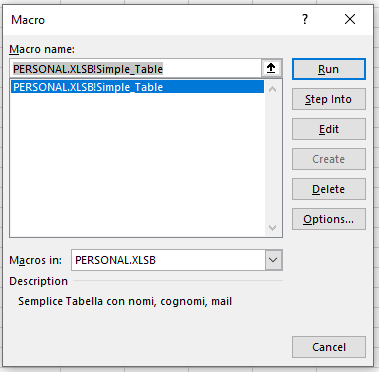 Macro
?
Macro name:
PERSONAL.XLSB!Simple_Table
PERSONAL.XLSB!Simple_Table
Run
Step Into
Edit
Create
Delete
Options...
Macros in: PERSONAL.XLSB
Description
Semplice Tabella con nomi, cognomi, mail
Cancel